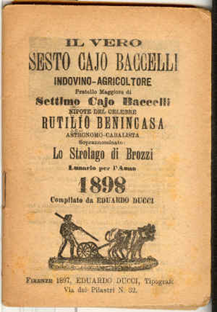 IL VERO
SESTO CAJO BACCELLI
INDOVINO-AGRICOLTORE
Fratello Maggiore di
Settimo Cajo Baccelli
NIPOTE DEL CELEBRE
RUTILIO BENINCASA
ASTRONOMO-CABALISTA
Soprannominato:
Lo Strolago di Brozzi
Lunario per l'Anno
1898
Compilato da EDUARDO DUCCI
FIRENZE 1897, EDUARDO DUCCI, Tipografo
Via dei Pilastri N. 32.